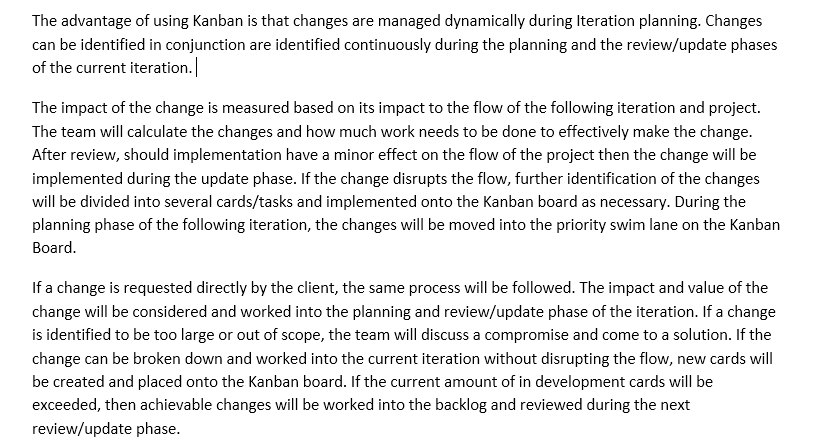 The advantage of using Kanban is that changes are managed dynamically during Iteration planning. Changes
can be identified in conjunction are identified continuously during the planning and the review/update phases
of the current iteration.
The impact of the change is measured based on its impact to the flow of the following iteration and project.
The team will calculate the changes and how much work needs to be done to effectively make the change.
After review, should implementation have a minor effect on the flow of the project then the change will be
implemented during the update phase. If the change disrupts the flow, further identification of the changes
will be divided into several cards/tasks and implemented onto the Kanban board as necessary. During the
planning phase of the following iteration, the changes will be moved into the priority swim lane on the Kanban
Board.
If a change is requested directly by the client, the same process will be followed. The impact and value of the
change will be considered and worked into the planning and review/update phase of the iteration. If a change
is identified to be too large or out of scope, the team will discuss a compromise and come to a solution. If the
change can be broken down and worked into the current iteration without disrupting the flow, new cards will
be created and placed onto the Kanban board. If the current amount of in development cards will be
exceeded, then achievable changes will be worked into the backlog and reviewed during the next
review/update phase.